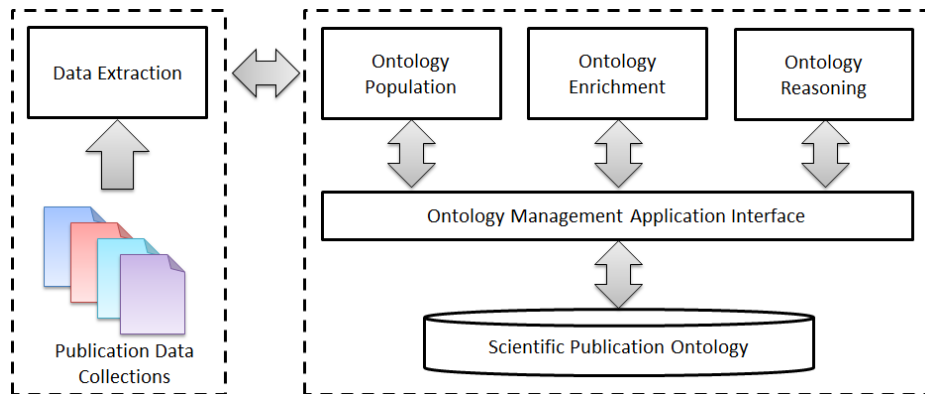 Data Extraction
Publication Data
Collections
Ontology
Population
Ontology
Enrichment
Ontology
Reasoning
Ontology Management Application Interface
Scientific Publication Ontology